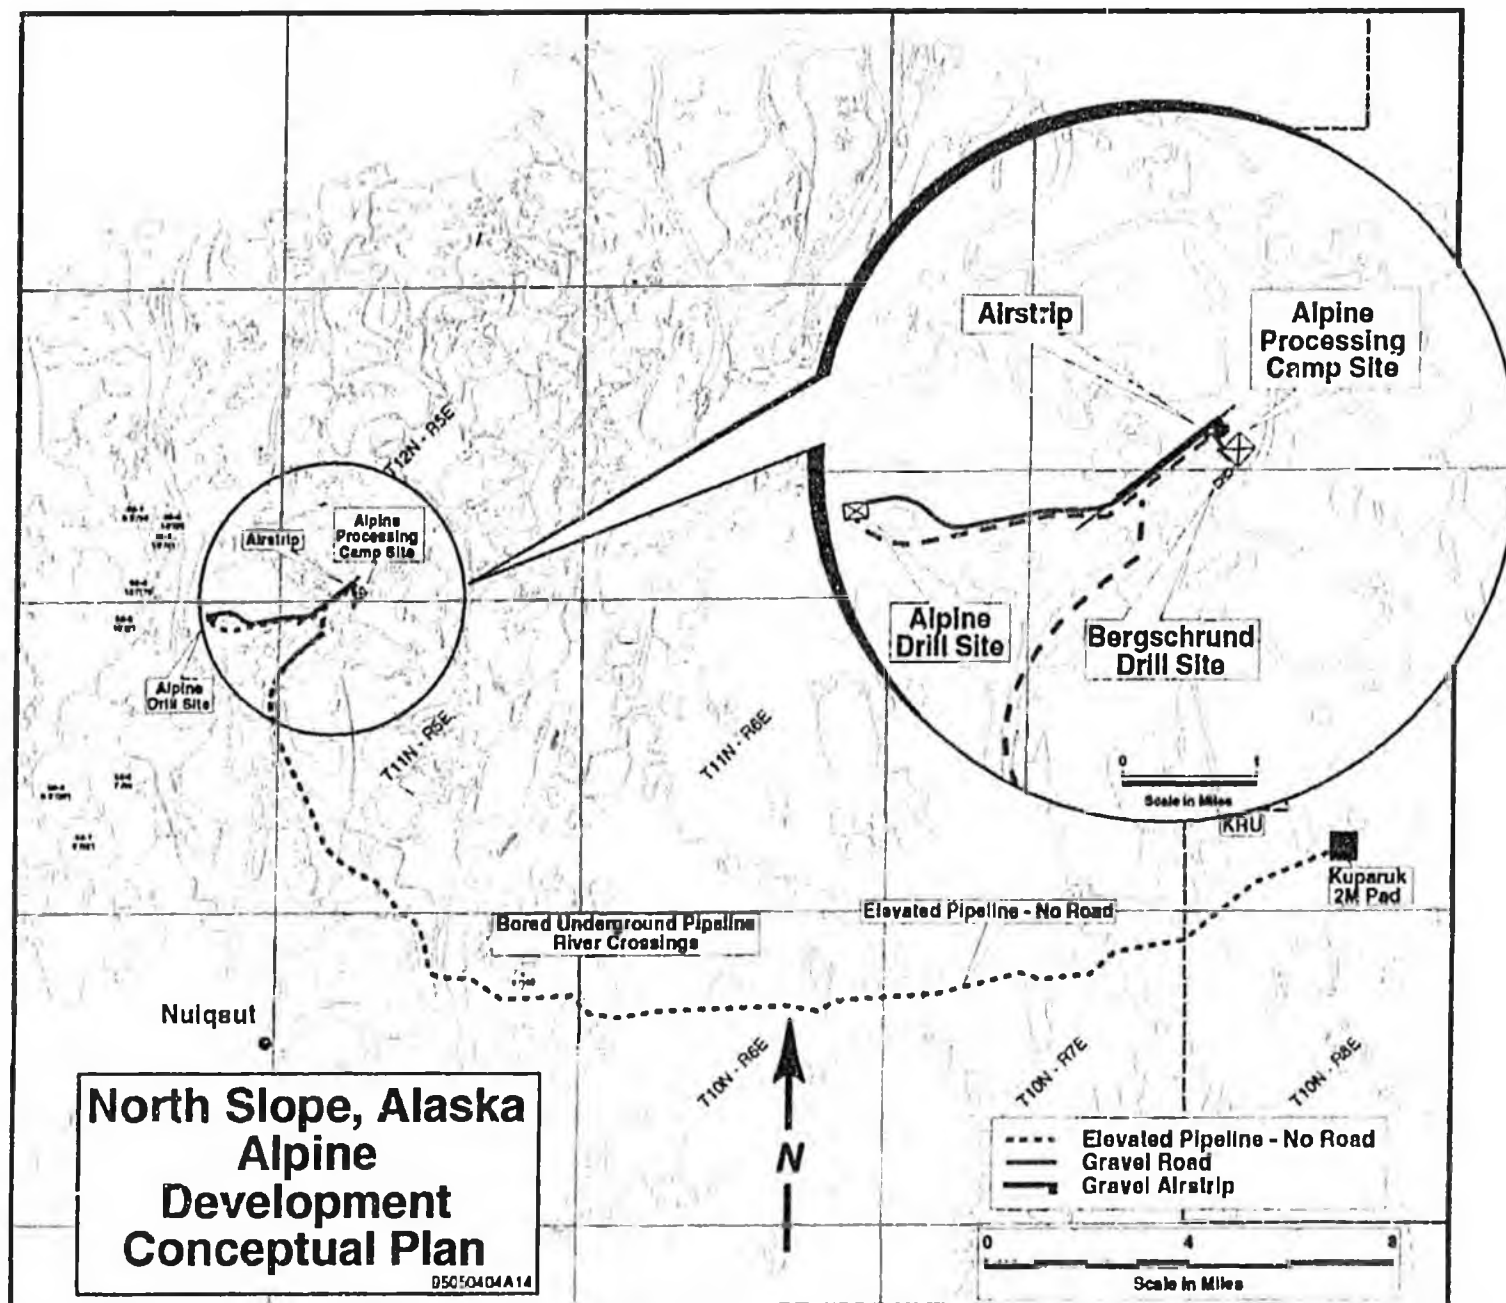 T12N - R5E
Airstrip
Alpine
Processing
Camp Site
Alpine
Drill Site
Airstrip
Alpine
Processing
Camp Site
Alpine
Drill Site
Bergschrund
Drill Site
0 1
Scale in Miles
T11N - R5E
T11N - R6E
KRU
Kuparuk
2M Pad
Bored Underground Pipeline
River Crossings
Elevated Pipeline - No Road
Nuiqsut
T10N - R6E
T10N - R7E
T10N - R8E
N
North Slope, Alaska
Alpine
Development
Conceptual Plan
95050404A14
Elevated Pipeline - No Road
Gravel Road
Gravel Airstrip
0 4 8
Scale in Miles